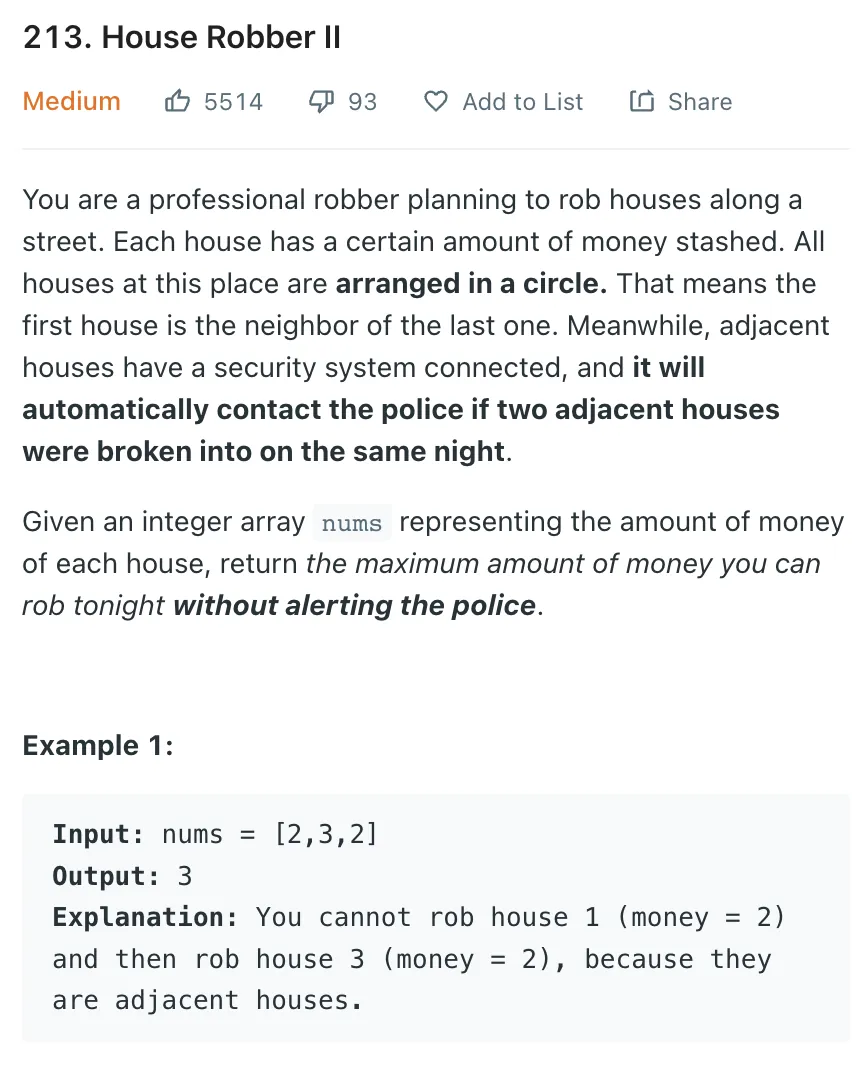 213. House Robber II
Medium 5514 93 Add to List Share
You are a professional robber planning to rob houses along a
street. Each house has a certain amount of money stashed. All
houses at this place are arranged in a circle. That means the
first house is the neighbor of the last one. Meanwhile, adjacent
houses have a security system connected, and it will
automatically contact the police if two adjacent houses
were broken into on the same night.
Given an integer array nums representing the amount of money
of each house, return the maximum amount of money you can
rob tonight without alerting the police.
Example 1:
Input: nums = [2,3,2]
Output: 3
Explanation: You cannot rob house 1 (money = 2)
and then rob house 3 (money = 2), because they
are adjacent houses.